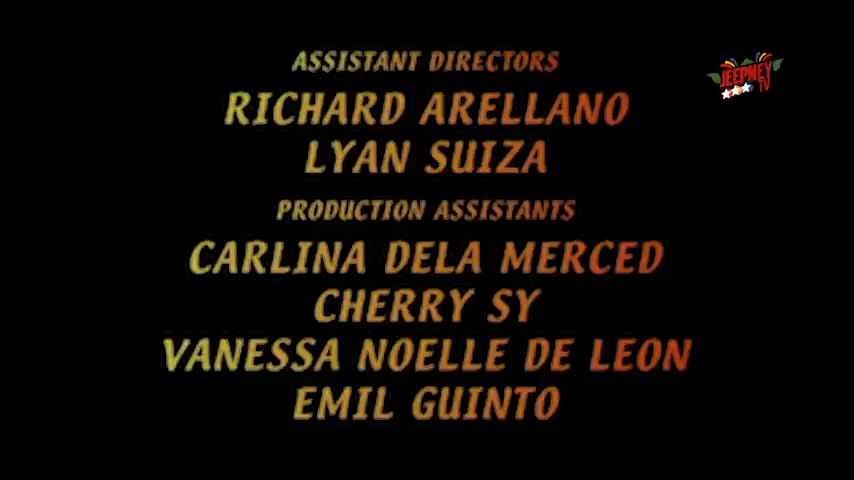 ASSISTANT DIRECTORS
RICHARD ARELLANO
LYAN SUIZA
PRODUCTION ASSISTANTS
CARLINA DELA MERCED
CHERRY SY
VANESSA NOELLE DE LEON
EMIL GUINTO
JEEPNEY
TV